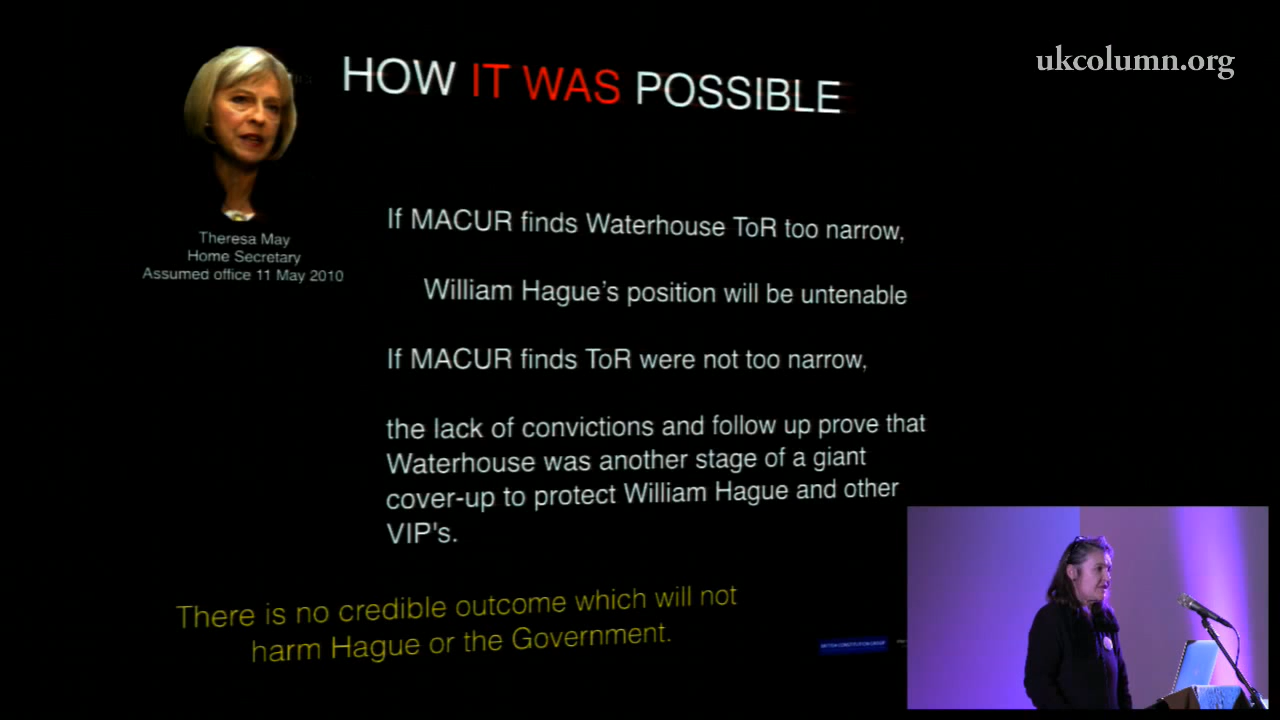 ukcolumn.org
HOW IT WAS POSSIBLE
Theresa May
Home Secretary
Assumed office 11 May 2010
If MACUR finds Waterhouse ToR too narrow,
William Hague's position will be untenable
If MACUR finds ToR were not too narrow,
the lack of convictions and follow up prove that
Waterhouse was another stage of a giant
cover-up to protect William Hague and other
VIP's.
There is no credible outcome which will not
harm Hague or the Government.
BRITISH CONSTITUTION GROUP